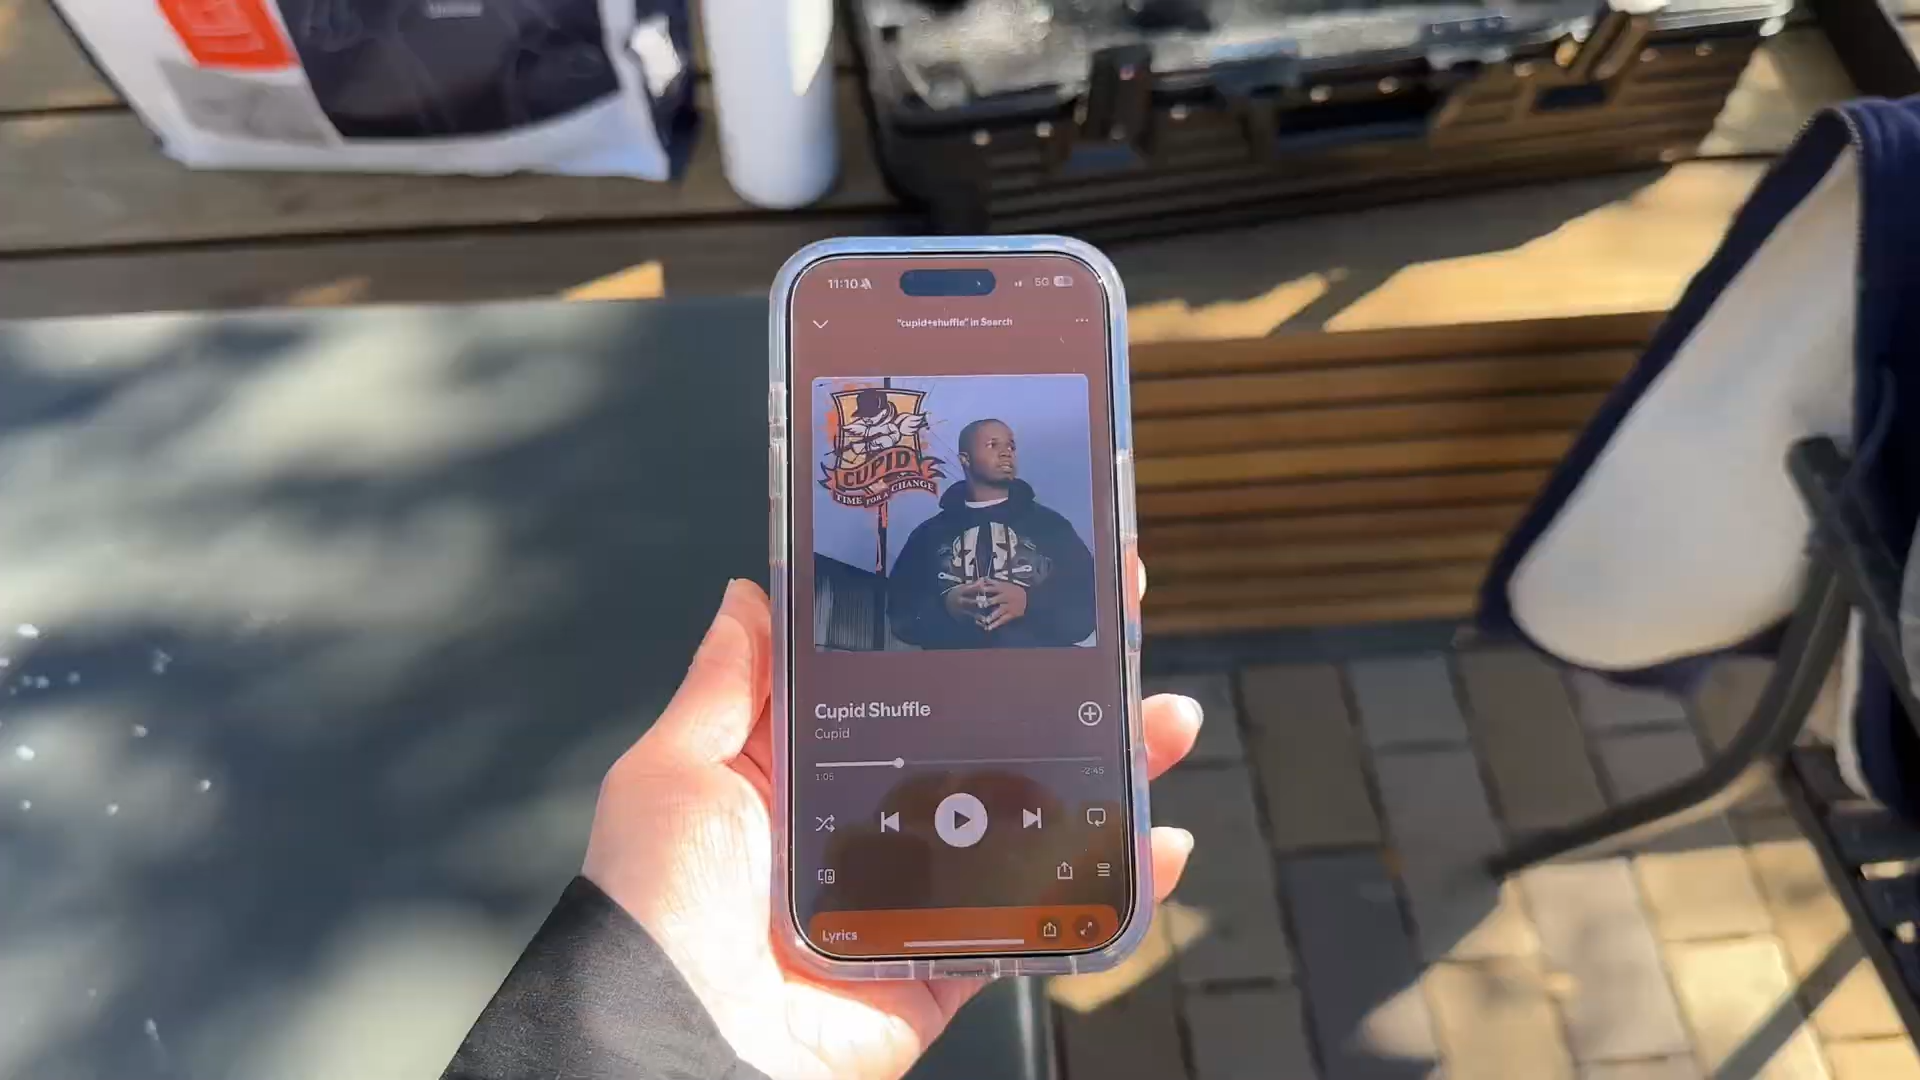 11:10
5G
"cupid+shuffle" in Search
CUPID
TIME FOR A CHANGE
Cupid Shuffle
Cupid
1:05
-2:45
Lyrics